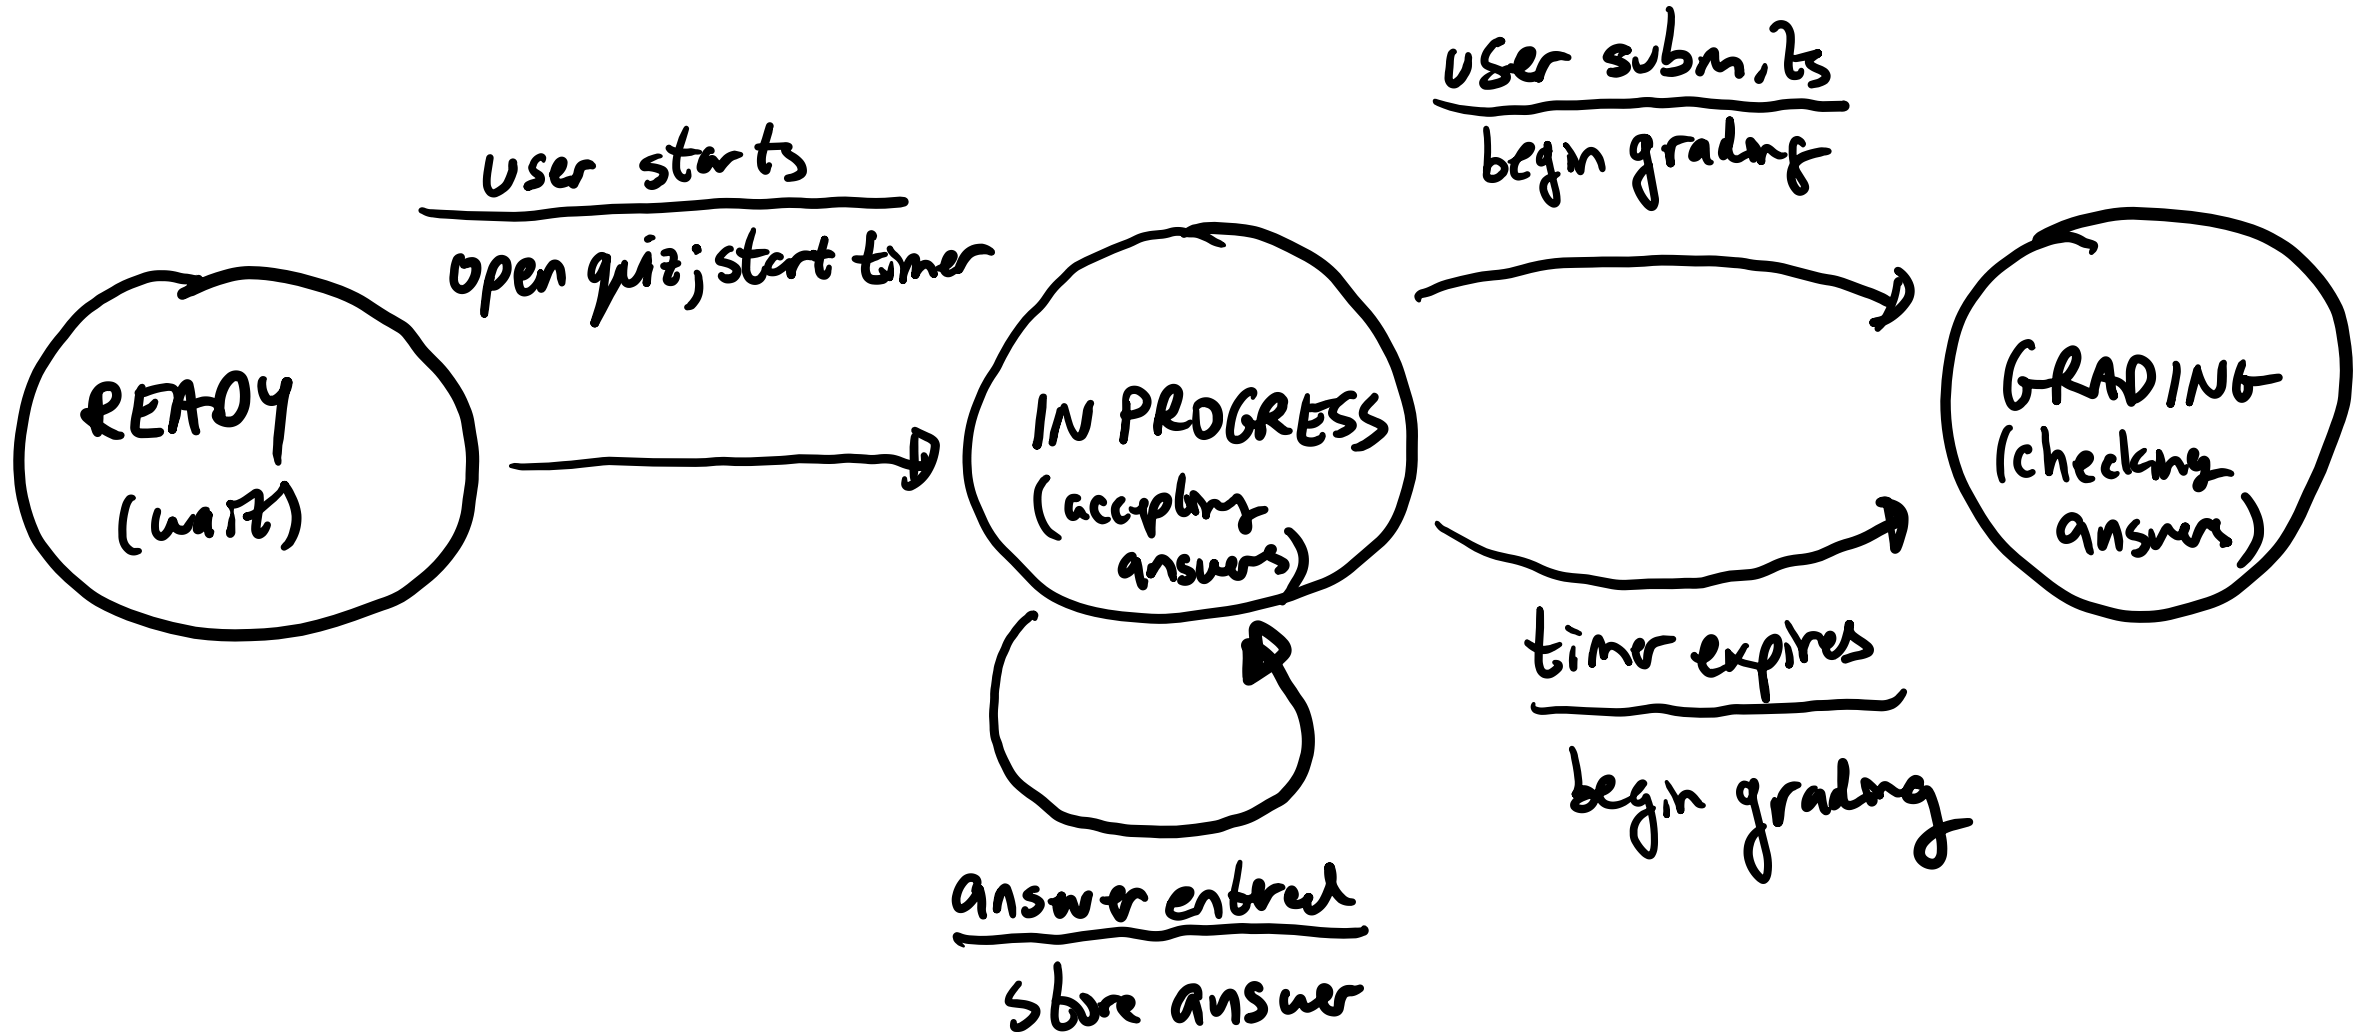 user starts
open quiz; start timer
READY
(wait)
IN PROGRESS
(accepting
answers)
answer entered
store answer
user submits
begin grading
timer expires
begin grading
GRADING
(checking
answers)